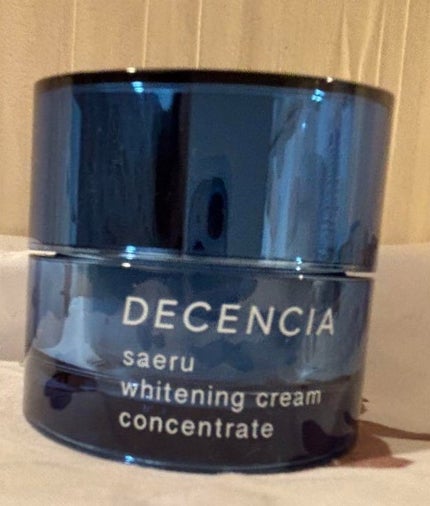 DECENCIA
saeru
whitening cream
concentrate